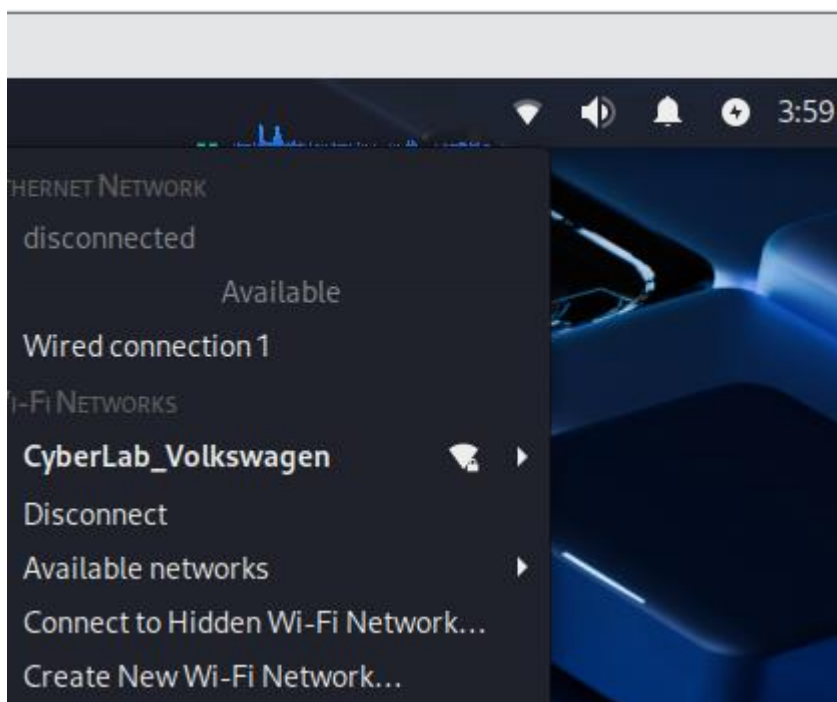 3:59
THERNET NETWORK
disconnected
Available
Wired connection 1
I-FI NETWORKS
CyberLab_Volkswagen
Disconnect
Available networks
Connect to Hidden Wi-Fi Network...
Create New Wi-Fi Network...